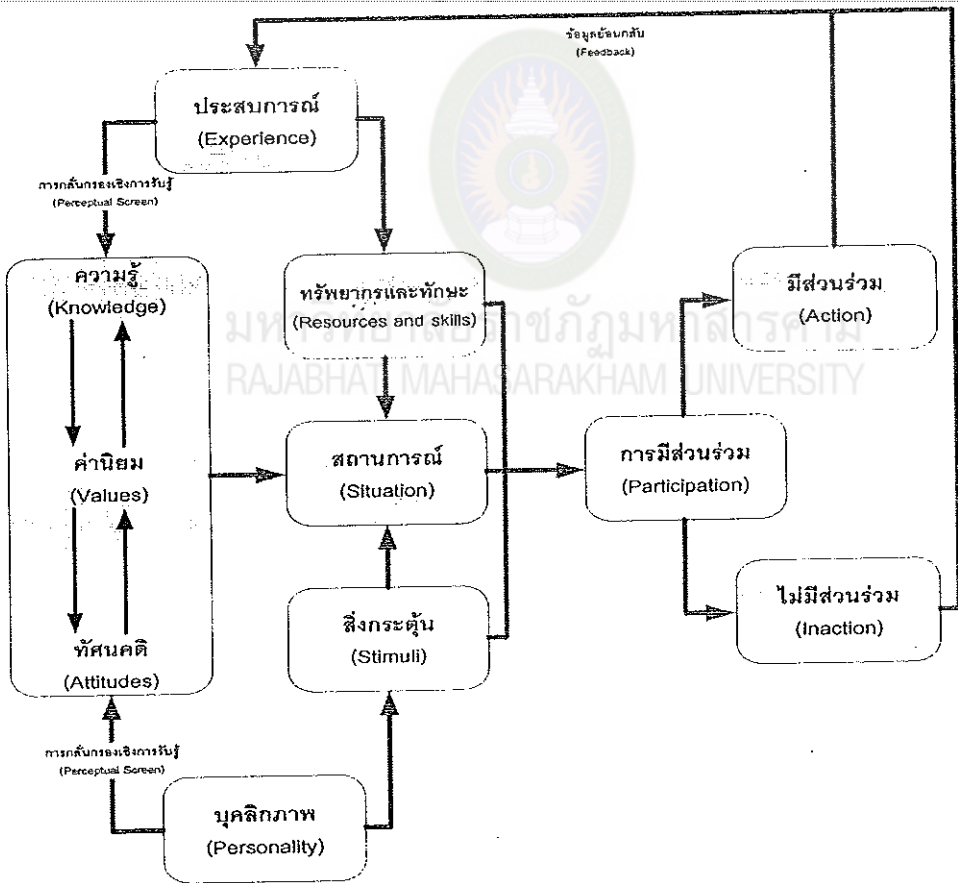 ข้อมูลย้อนกลับ
(Feedback)
ประสบการณ์
(Experience)
การกลั่นกรองเชิงการรับรู้
(Perceptual Screen)
ความรู้
(Knowledge)
ทรัพยากรและทักษะ
(Resources and skills)
มีส่วนร่วม
(Action)
มหาวิทยาลัยราชภัฏมหาสารคาม
RAJABHAT MAHASARAKHAM UNIVERSITY
ค่านิยม
(Values)
สถานการณ์
(Situation)
การมีส่วนร่วม
(Participation)
สิ่งกระตุ้น
(Stimuli)
ไม่มีส่วนร่วม
(Inaction)
ทัศนคติ
(Attitudes)
การกลั่นกรองเชิงการรับรู้
(Perceptual Screen)
บุคลิกภาพ
(Personality)